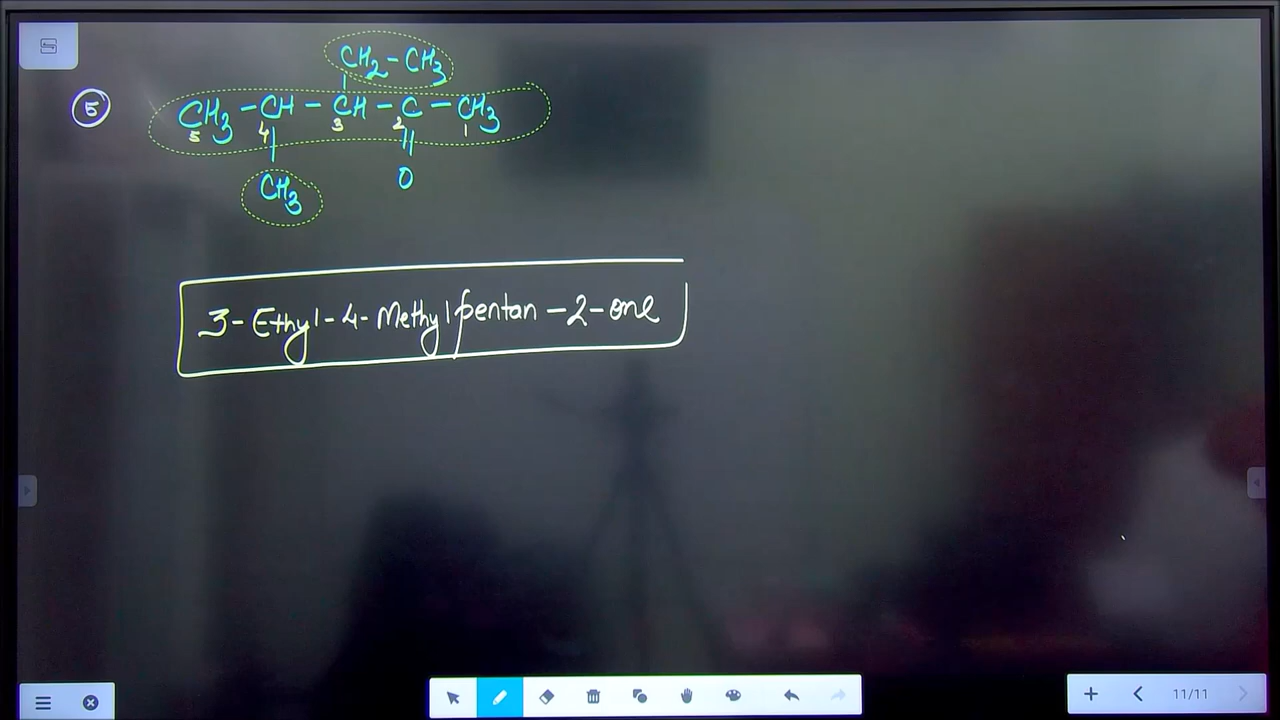 CH2-CH3
5 CH3-CH-CH-C-CH3
5 4 3 2 1
CH3 O
3-Ethyl-4-Methylpentan-2-one
11/11